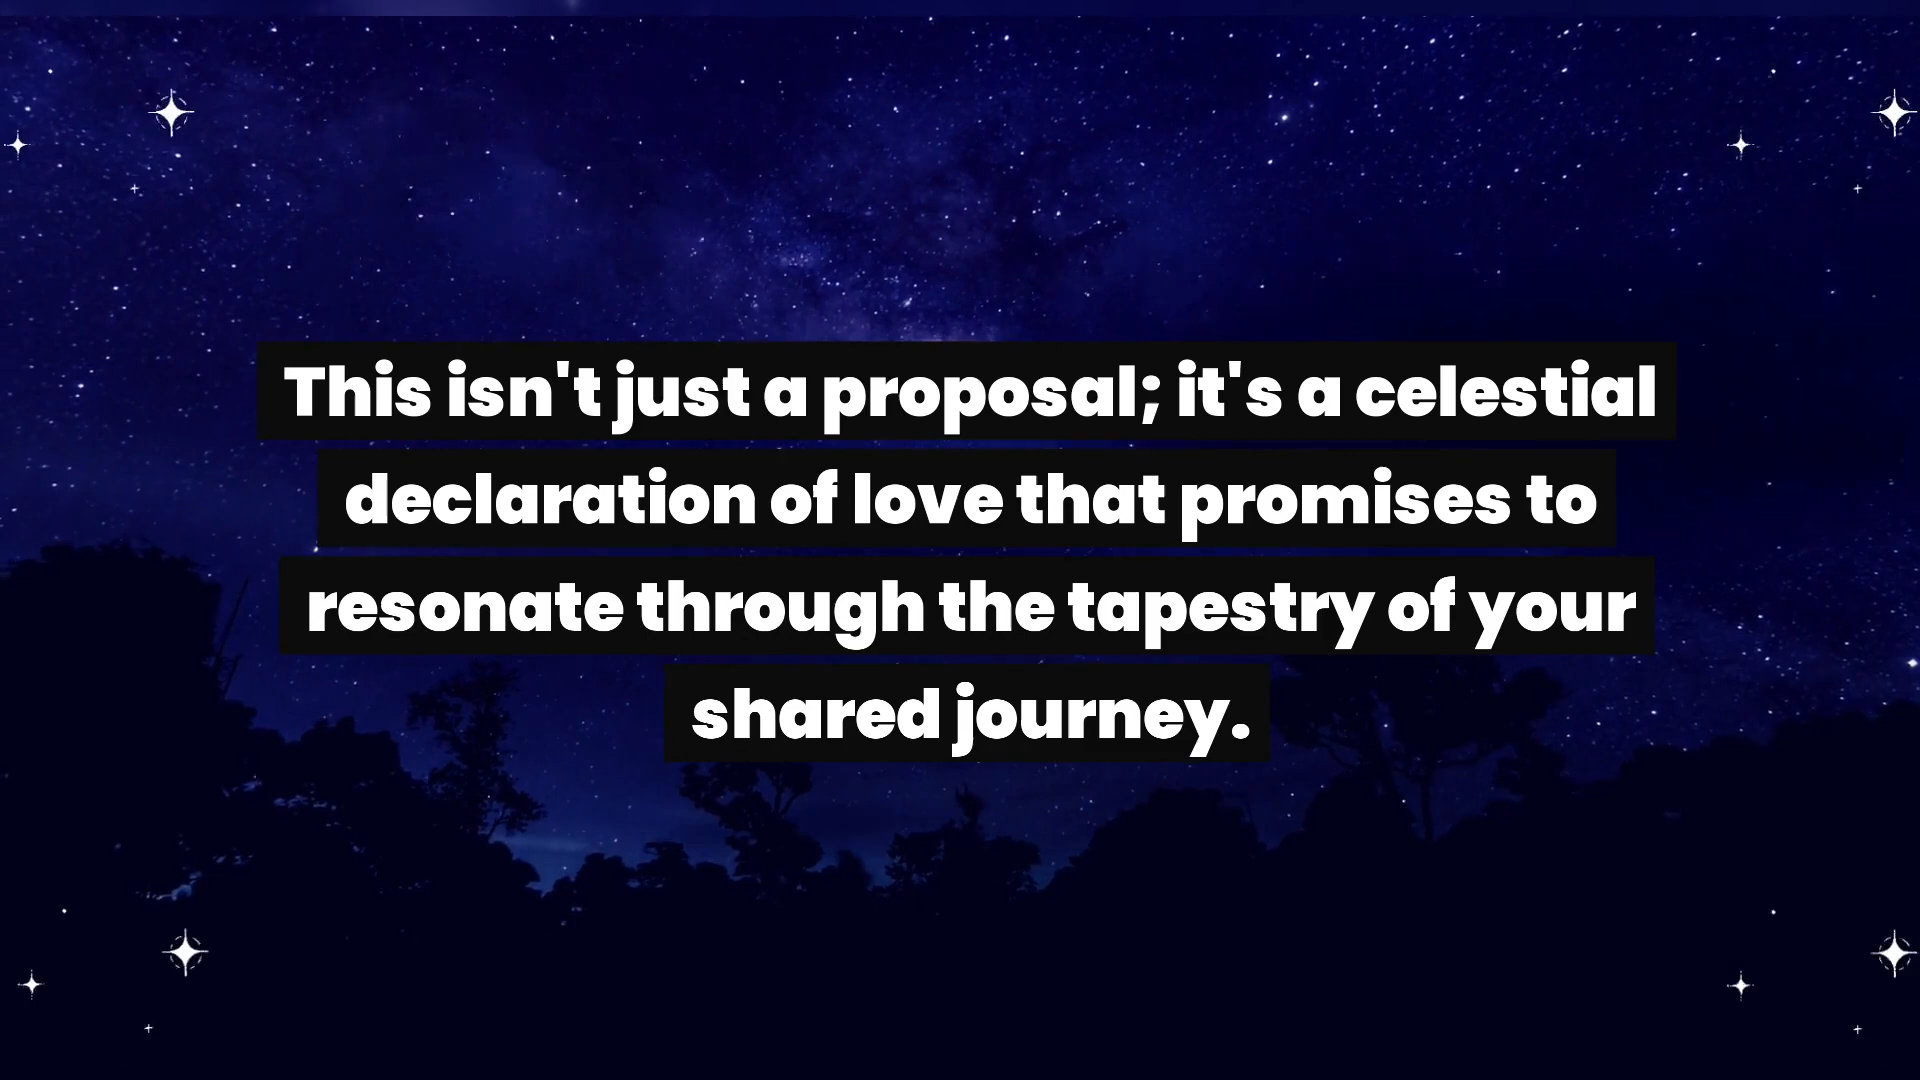 This isn't just a proposal; it's a celestial
declaration of love that promises to
resonate through the tapestry of your
shared journey.